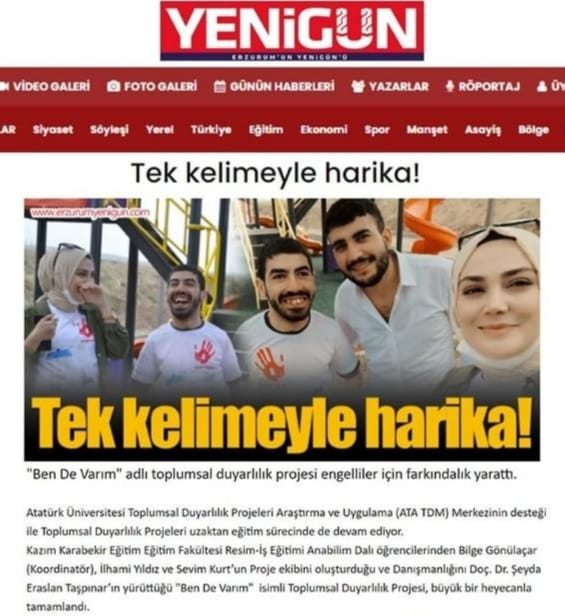 YENİGÜN
ERZURUM'UN YENİGÜN'Ü
VİDEO GALERİ FOTO GALERİ GÜNÜN HABERLERİ YAZARLAR RÖPORTAJ ÜY
LAR Siyaset Söyleşi Yerel Türkiye Eğitim Ekonomi Spor Manşet Asayiş Bölge
Tek kelimeyle harika!
www.erzurumyenigun.com
Tek kelimeyle harika!
"Ben De Varım" adlı toplumsal duyarlılık projesi engelliler için farkındalık yarattı.
Atatürk Üniversitesi Toplumsal Duyarlılık Projeleri Araştırma ve Uygulama (ATA TDM) Merkezinin desteği
ile Toplumsal Duyarlılık Projeleri uzaktan eğitim sürecinde de devam ediyor.
Kazım Karabekir Eğitim Eğitim Fakültesi Resim-İş Eğitimi Anabilim Dalı öğrencilerinden Bilge Gönülaçar
(Koordinatör), İlhami Yıldız ve Sevim Kurt'un Proje ekibini oluşturduğu ve Danışmanlığını Doç. Dr. Şeyda
Eraslan Taşpınar'ın yürüttüğü "Ben De Varım" isimli Toplumsal Duyarlılık Projesi, büyük bir heyecanla
tamamlandı.